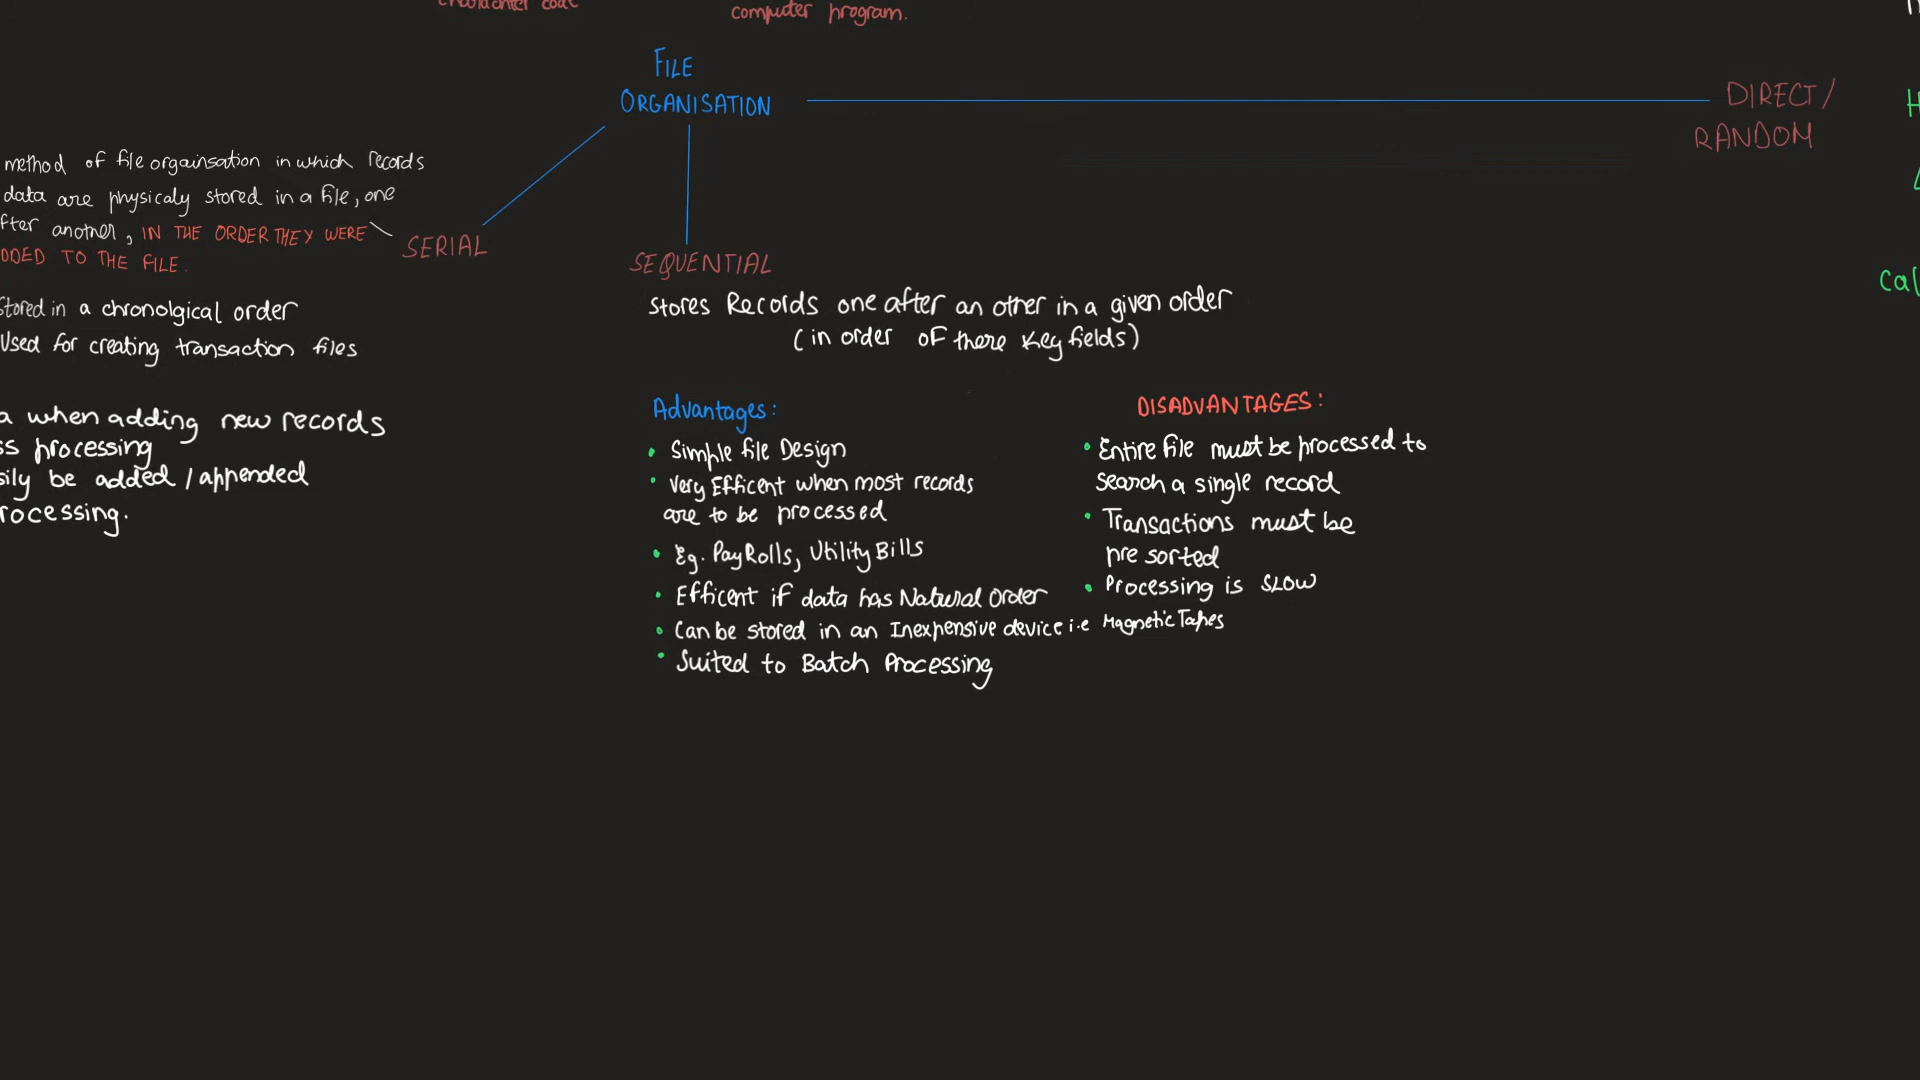 computer program.
FILE
ORGANISATION
DIRECT/
RANDOM
method of file orgainsation in which records
data are physicaly stored in a file, one
fter another, IN THE ORDER THEY WERE
DDED TO THE FILE.
SERIAL
Stored in a chronolgical order
Used for creating transaction files
a when adding new records
ss processing
sily be added / appended
rocessing.
SEQUENTIAL
Stores Records one after an other in a given order
(in order of there key fields)
Advantages:
• Simple file Design
• Very Efficent when most records
are to be processed
• Eg. PayRolls, Utility Bills
• Efficent if data has Natural Order
• Can be stored in an Inexpensive device i.e Magnetic Tapes
• Suited to Batch Processing
DISADVANTAGES:
• Entire file must be processed to
search a single record
• Transactions must be
pre sorted
• Processing is SLOW
Cal